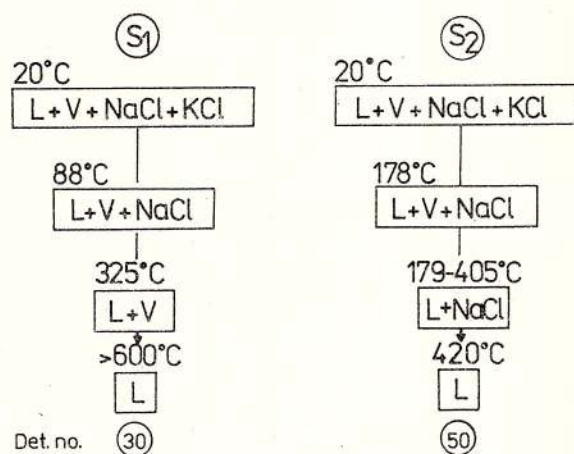 S1
20°C
L+V+NaCl+KCl
88°C
L+V+NaCl
325°C
L+V
>600°C
L
Det. no. 30
S2
20°C
L+V+NaCl+KCl
178°C
L+V+NaCl
179-405°C
L+NaCl
420°C
L
50